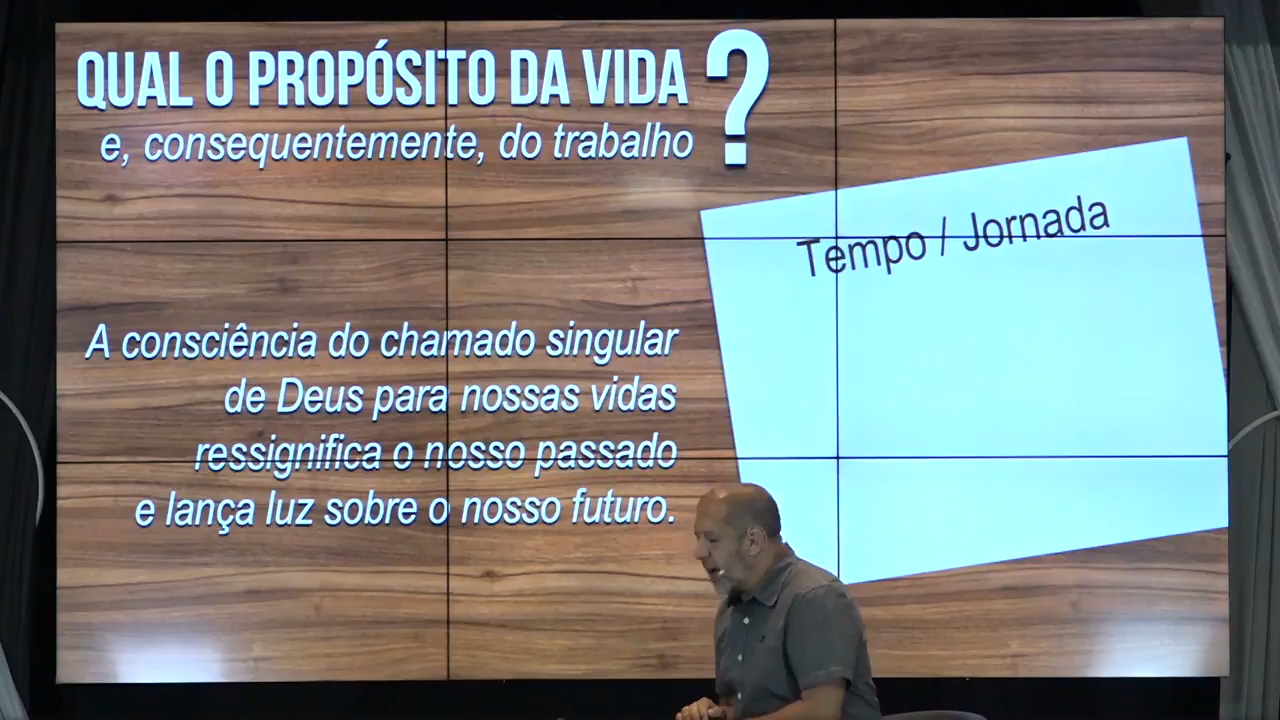 QUAL O PROPÓSITO DA VIDA ?
e, consequentemente, do trabalho
Tempo / Jornada
A consciência do chamado singular
de Deus para nossas vidas
ressignifica o nosso passado
e lança luz sobre o nosso futuro.